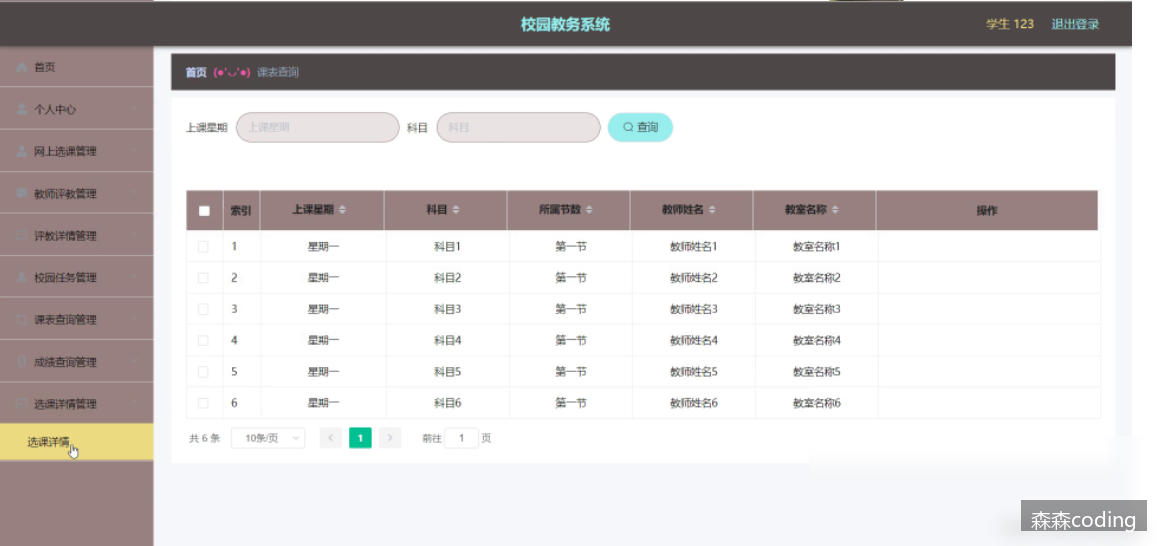 校园教务系统
学生 123 退出登录
首页
个人中心
网上选课管理
教师评教管理
评教详情管理
校园任务管理
课表查询管理
成绩查询管理
选课详情管理
选课详情
首页 (●'◡'●) 课表查询
上课星期 上课星期 科目 科目 查询
索引 上课星期 科目 所属节数 教师姓名 教室名称 操作
1 星期一 科目1 第一节 教师姓名1 教室名称1
2 星期一 科目2 第一节 教师姓名2 教室名称2
3 星期一 科目3 第一节 教师姓名3 教室名称3
4 星期一 科目4 第一节 教师姓名4 教室名称4
5 星期一 科目5 第一节 教师姓名5 教室名称5
6 星期一 科目6 第一节 教师姓名6 教室名称6
共 6 条 10条/页 1 前往 1 页
森森coding